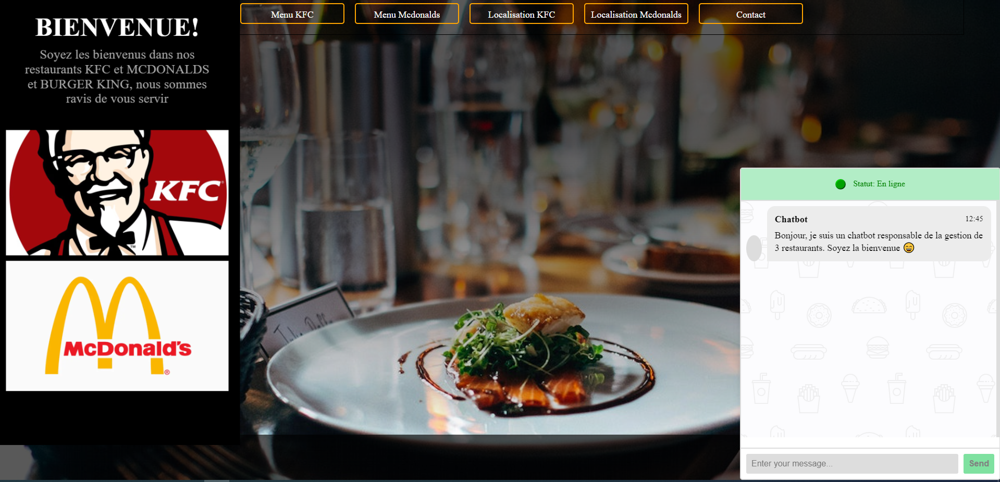 BIENVENUE!
Soyez les bienvenus dans nos
restaurants KFC et MCDONALDS
et BURGER KING, nous sommes
ravis de vous servir
KFC®
™
McDonald's®
Menu KFC
Menu Mcdonalds
Localisation KFC
Localisation Mcdonalds
Contact
Statut: En ligne
Chatbot
12:45
Bonjour, je suis un chatbot responsable de la gestion de
3 restaurants. Soyez la bienvenue 😄
Enter your message...
Send